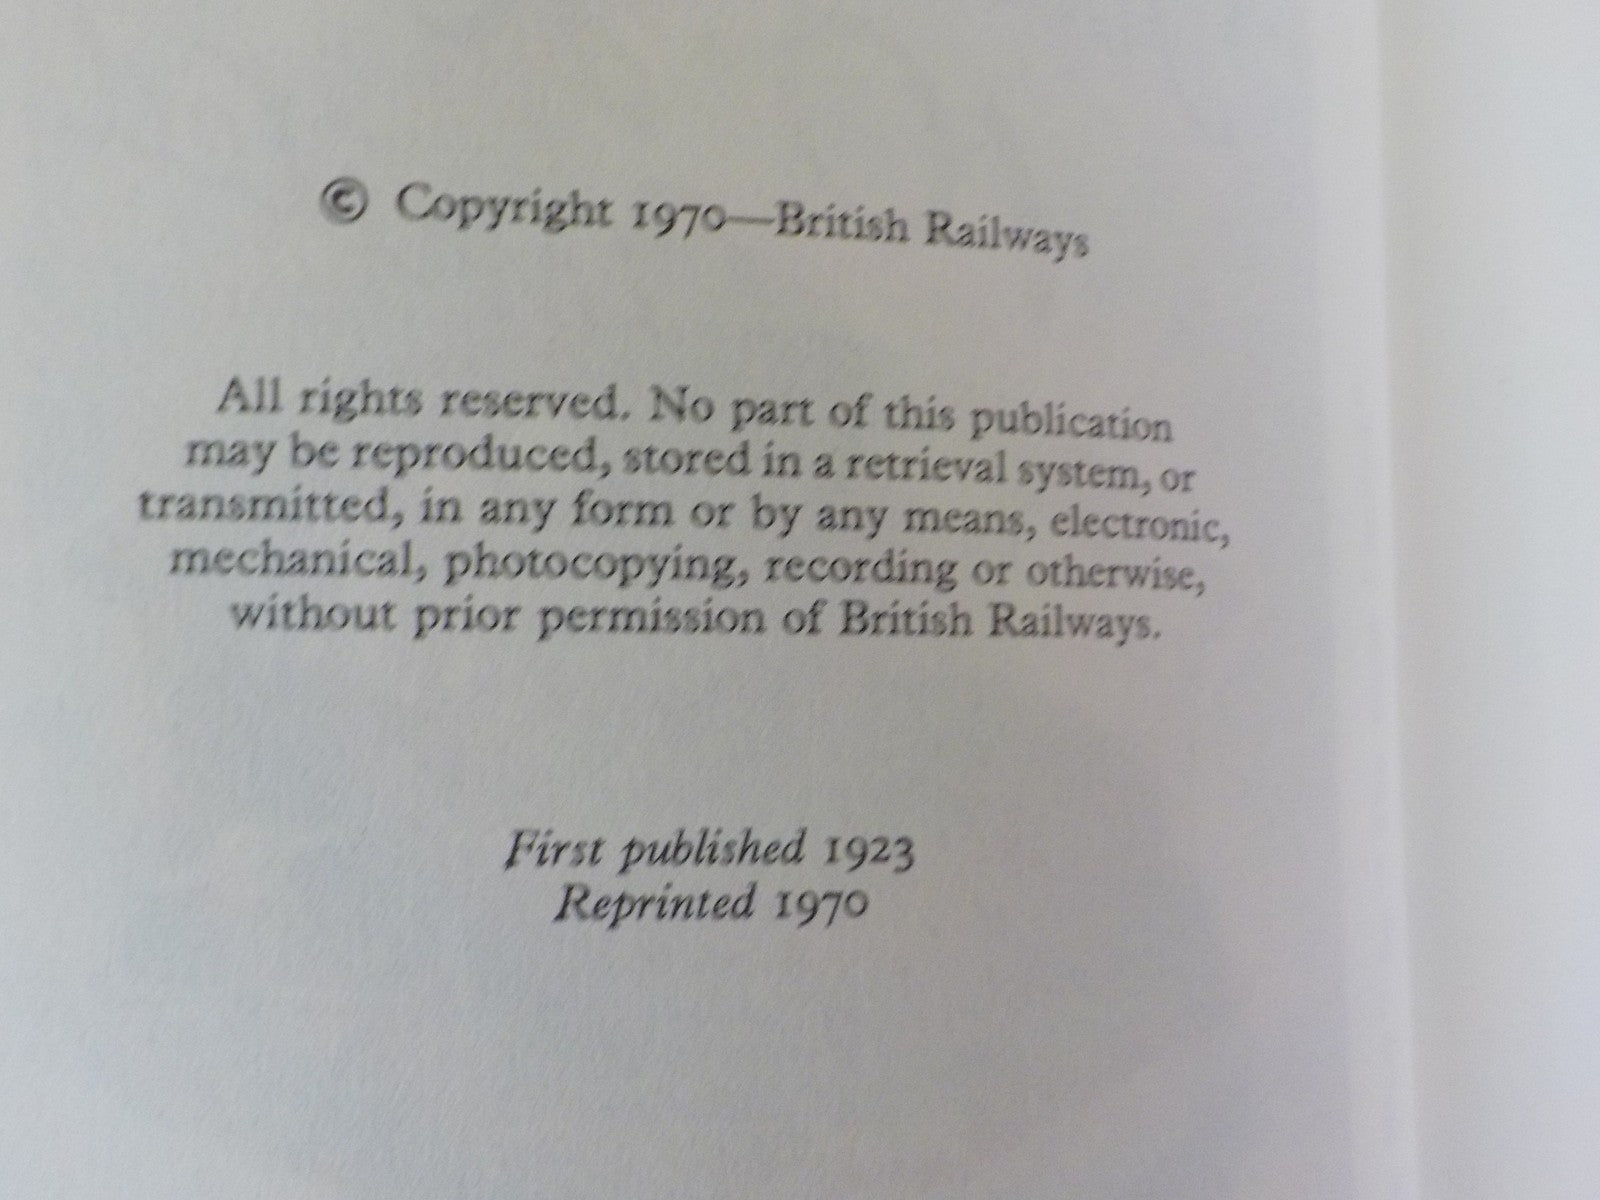 © Copyright 1970—British Railways
All rights reserved. No part of this publication
may be reproduced, stored in a retrieval system, or
transmitted, in any form or by any means, electronic,
mechanical, photocopying, recording or otherwise,
without prior permission of British Railways.
First published 1923
Reprinted 1970